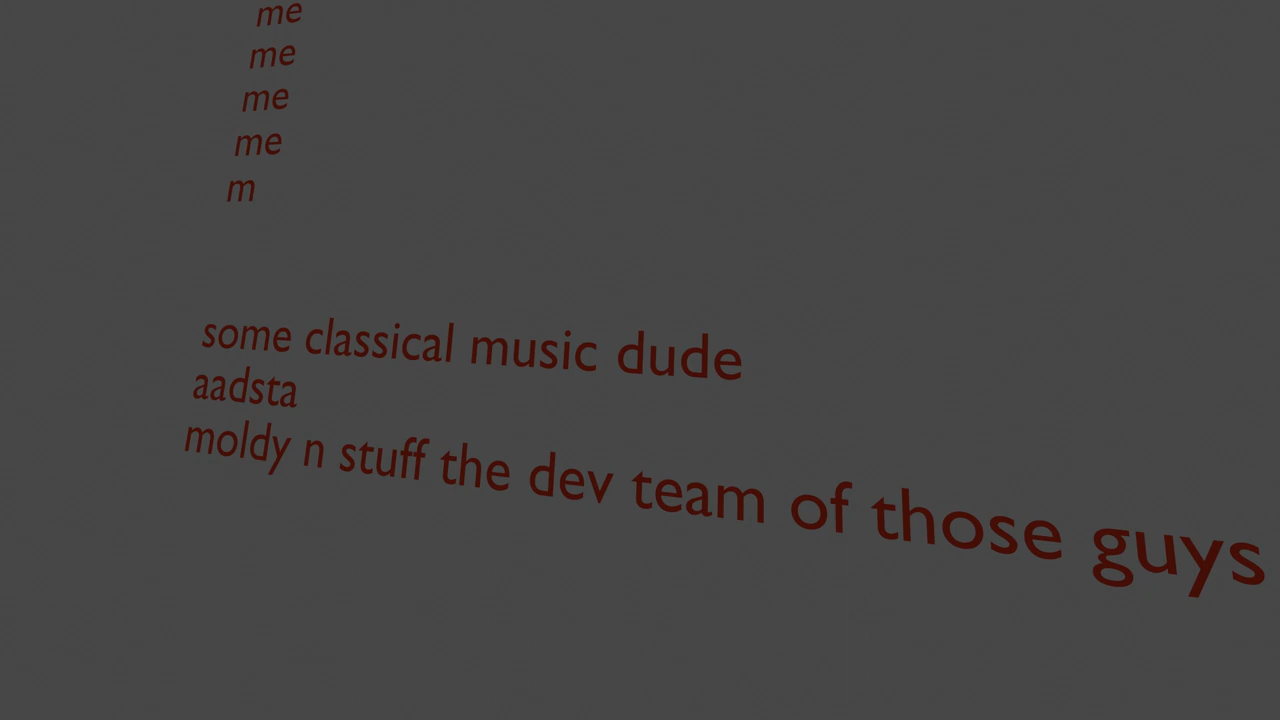 me
me
me
me
m
some classical music dude
aadsta
moldy n stuff the dev team of those guys